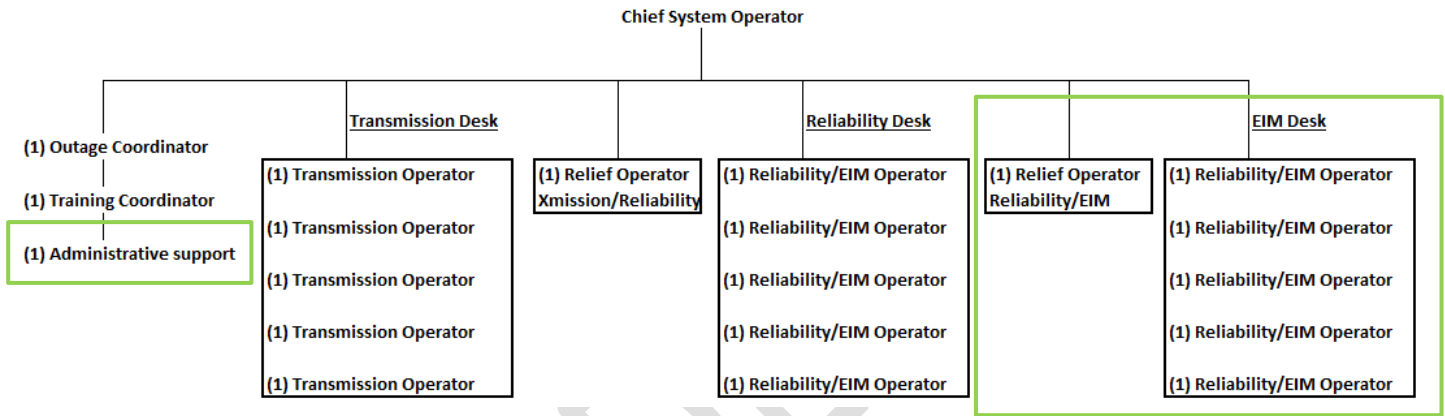 Chief System Operator
(1) Outage Coordinator
(1) Training Coordinator
(1) Administrative support
Transmission Desk
(1) Transmission Operator
(1) Transmission Operator
(1) Transmission Operator
(1) Transmission Operator
(1) Transmission Operator
(1) Relief Operator
Xmission/Reliability
Reliability Desk
(1) Reliability/EIM Operator
(1) Reliability/EIM Operator
(1) Reliability/EIM Operator
(1) Reliability/EIM Operator
(1) Reliability/EIM Operator
(1) Relief Operator
Reliability/EIM
EIM Desk
(1) Reliability/EIM Operator
(1) Reliability/EIM Operator
(1) Reliability/EIM Operator
(1) Reliability/EIM Operator
(1) Reliability/EIM Operator